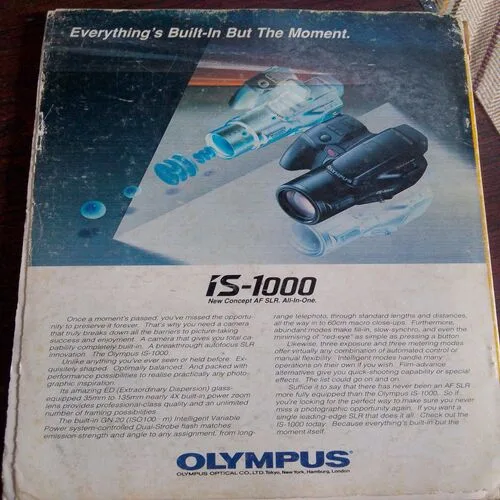 Everything's Built-In But The Moment.
OLYMPUS
iS-1000
New Concept AF SLR. All-In-One.
Once a moment's passed, you've missed the opportu-
nity to preserve it forever. That's why you need a camera
that truly breaks down all the barriers to picture-taking
success and enjoyment. A camera that gives you total ca-
pability completely built-in. A breakthrough autofocus SLR
innovation. The Olympus IS-1000.
Unlike anything you've ever seen or held before. Ex-
quisitely shaped. Optimally balanced. And packed with
performance possibilities to realise practically any photo-
graphic inspiration.
Its amazing ED (Extraordinary Dispersion) glass-
equipped 35mm to 135mm nearly 4X built-in power zoom
lens provides professional-class quality and an unlimited
number of framing possibilities.
The built-in GN 20 (ISO100·m) Intelligent Variable
Power system-controlled Dual-Strobe flash matches
emission strength and angle to any assignment, from long-
range telephoto, through standard lengths and distances,
all the way to 60cm macro close-ups. Furthermore,
abundant modes make fill-in, slow-synchro, and even the
minimising of "red-eye" as simple as pressing a button.
Likewise, three exposure and three metering modes
offer virtually any combination of automated control or
manual flexibility. Intelligent modes handle many
operations on their own if you wish. Firm-advance
alternatives give you quick-shooting capability or special
effects. The list could go on and on.
Suffice it to say that there has never been an AF SLR
more fully equipped than the Olympus IS-1000. So if
you're looking for the perfect way to make sure you never
miss a photographic opportunity again. If you want a
single leading-edge SLR that does it all. Check out the
IS-1000 today. Because everything's built-in but the
moment itself.
OLYMPUS
OLYMPUS OPTICAL CO., LTD. Tokyo, New York, Hamburg, London